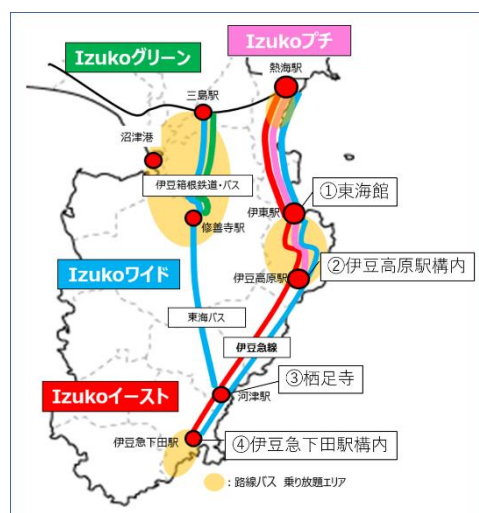 Izukoプチ
Izukoグリーン
熱海駅
三島駅
沼津港
伊豆箱根鉄道・バス
①東海館
伊東駅
修善寺駅
②伊豆高原駅構内
伊豆高原駅
Izukoワイド
東海バス
伊豆急線
③栖足寺
Izukoイースト
河津駅
伊豆急下田駅
④伊豆急下田駅構内
：路線バス 乗り放題エリア